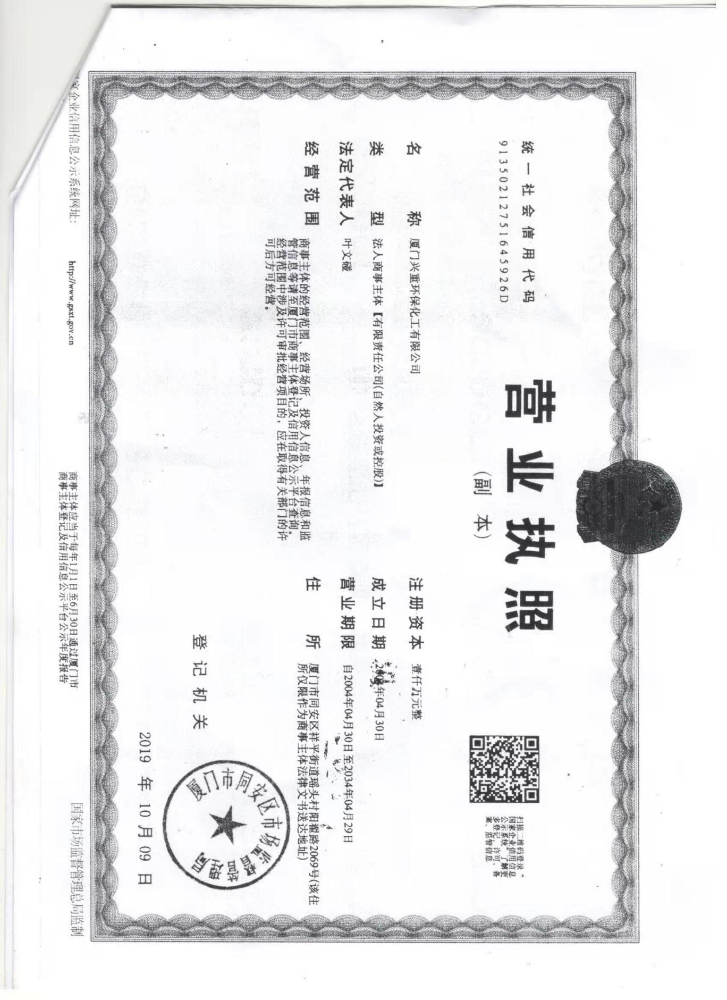 统一社会信用代码
91350212751645926D
营业执照
(副 本)
扫描二维码登录“
国家企业信用信息
公示系统”了解更
多登记、许可、备
案、监管信息
名 称 厦门兴重环保化工有限公司
类 型 法人商事主体【有限责任公司(自然人投资或控股)】
法定代表人 叶文碰
经营范围 商事主体的经营范围、经营场所、投资人信息、年报信息和监
管信息等请至厦门市商事主体登记及信用信息公示平台查询。
经营范围中涉及许可审批经营项目的，应在取得有关部门的许
可后方可经营。
注册资本 壹仟万元整
成立日期 2004年04月30日
营业期限 自2004年04月30日至2034年04月29日
住 所 厦门市同安区祥平街道瑶头村阳翟路2069号(该住
所仅限作为商事主体法律文书送达地址)
登记机关
厦门市同安区市场监督管理局
2019 年 10 月 09 日
国家企业信用信息公示系统网址：
http://www.gsxt.gov.cn
商事主体应当于每年1月1日至6月30日通过厦门市
商事主体登记及信用信息公示平台公示年度报告
国家市场监督管理总局监制